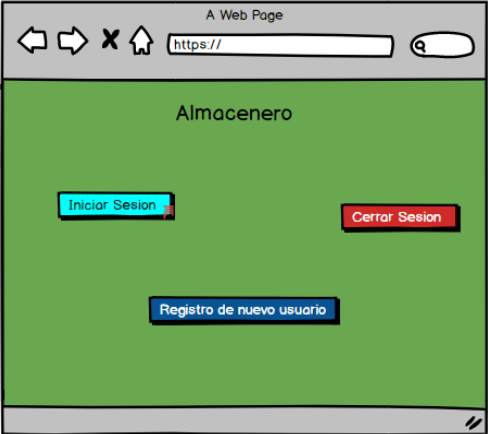 A Web Page
https://
Almacenero
Iniciar Sesion
Cerrar Sesion
Registro de nuevo usuario